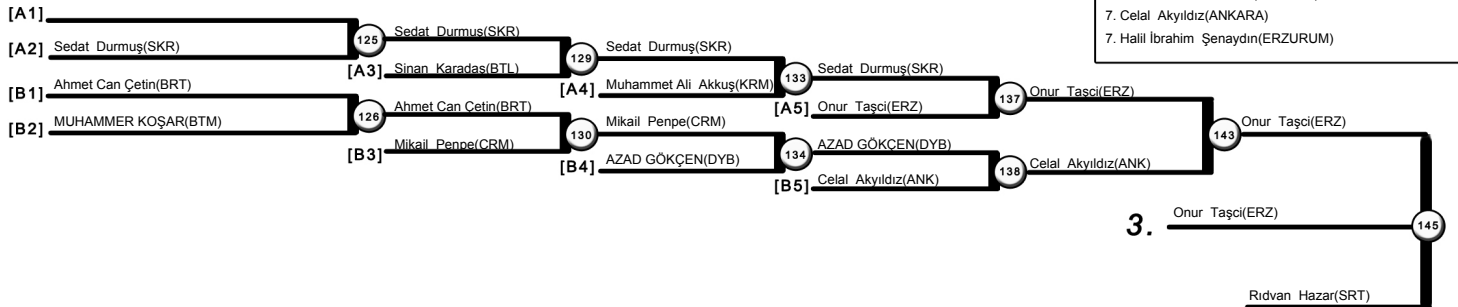 7. Celal Akyıldız(ANKARA)
7. Halil İbrahim Şenaydın(ERZURUM)
[A1]
125
Sedat Durmuş(SKR)
[A2] Sedat Durmuş(SKR)
129
Sedat Durmuş(SKR)
[A3] Sinan Karadaş(BTL)
133
Sedat Durmuş(SKR)
[A4] Muhammet Ali Akkuş(KRM)
137
Onur Taşci(ERZ)
[A5] Onur Taşci(ERZ)
[B1] Ahmet Can Çetin(BRT)
126
Ahmet Can Çetin(BRT)
[B2] MUHAMMER KOŞAR(BTM)
130
Mikail Penpe(CRM)
[B3] Mikail Penpe(CRM)
134
AZAD GÖKÇEN(DYB)
[B4] AZAD GÖKÇEN(DYB)
138
Celal Akyıldız(ANK)
[B5] Celal Akyıldız(ANK)
143
Onur Taşci(ERZ)
3. Onur Taşci(ERZ)
145
Rıdvan Hazar(SRT)